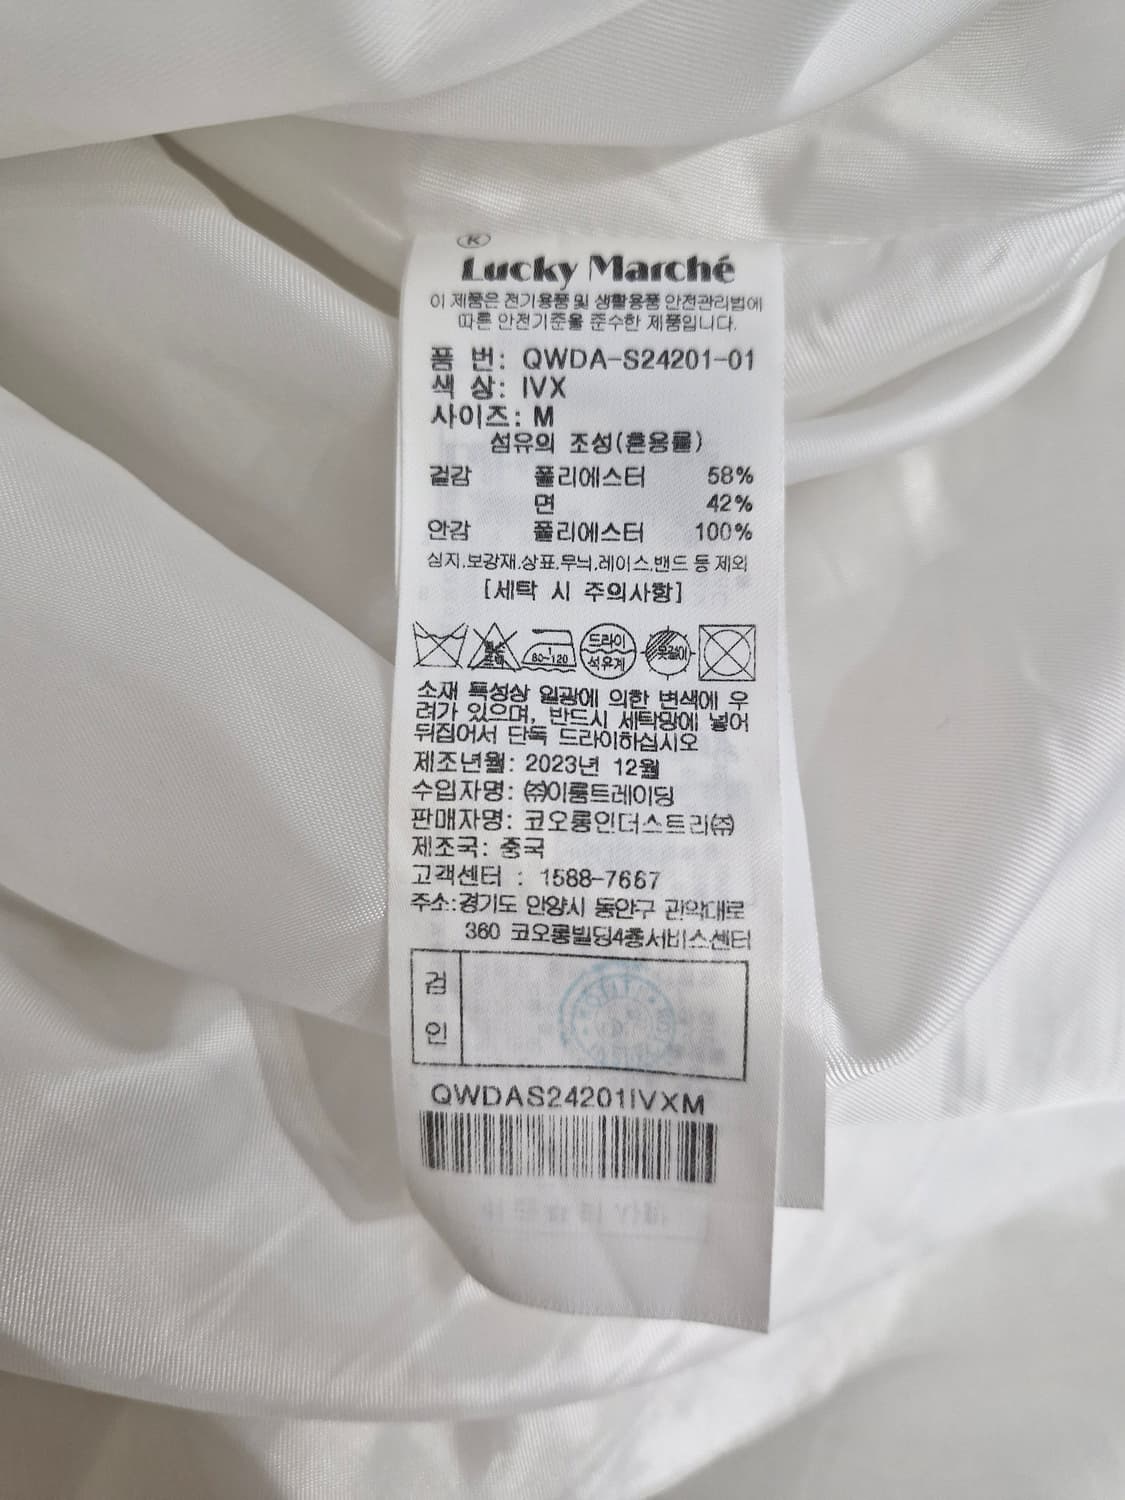 Lucky Marché
이 제품은 전기용품 및 생활용품 안전관리법에
따른 안전기준을 준수한 제품입니다.
품 번: QWDA-S24201-01
색 상: IVX
사이즈: M
섬유의 조성(혼용률)
겉감 폴리에스터 58%
면 42%
안감 폴리에스터 100%
심지,보강재,상표,무늬,레이스,밴드 등 제외
[세탁 시 주의사항]
1 80~120 드라이 석유계 옷걸이
소재 특성상 일광에 의한 변색에 우
려가 있으며, 반드시 세탁망에 넣어
뒤집어서 단독 드라이하십시오
제조년월: 2023년 12월
수입자명: ㈜이룸트레이딩
판매자명: 코오롱인더스트리㈜
제조국: 중국
고객센터 : 1588-7667
주소:경기도 안양시 동안구 관악대로
360 코오롱빌딩4층서비스센터
검
인
QWDAS24201IVXM